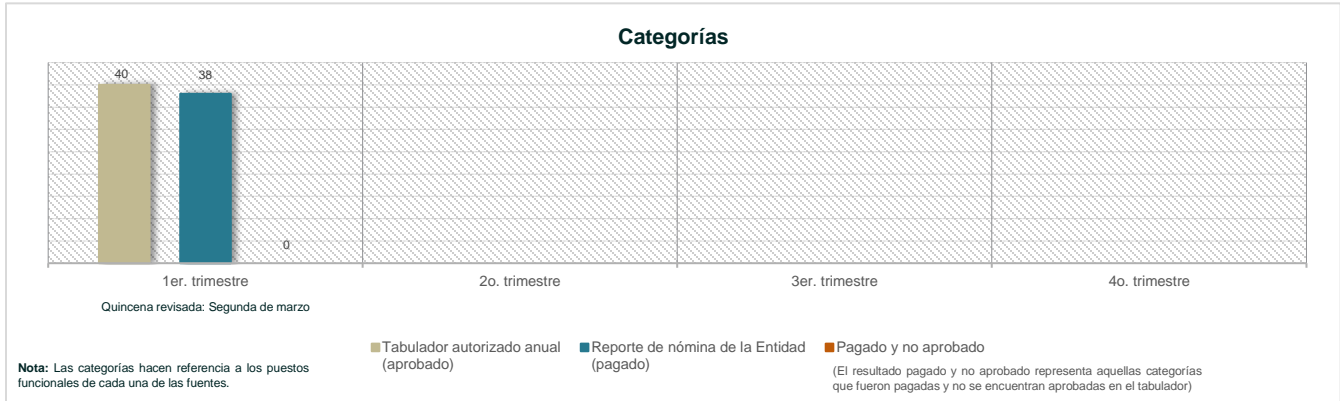 Categorías
40
38
0
1er. trimestre
2o. trimestre
3er. trimestre
4o. trimestre
Quincena revisada: Segunda de marzo
Tabulador autorizado anual
(aprobado)
Reporte de nómina de la Entidad
(pagado)
Pagado y no aprobado
(El resultado pagado y no aprobado representa aquellas categorías
que fueron pagadas y no se encuentran aprobadas en el tabulador)
Nota: Las categorías hacen referencia a los puestos
funcionales de cada una de las fuentes.